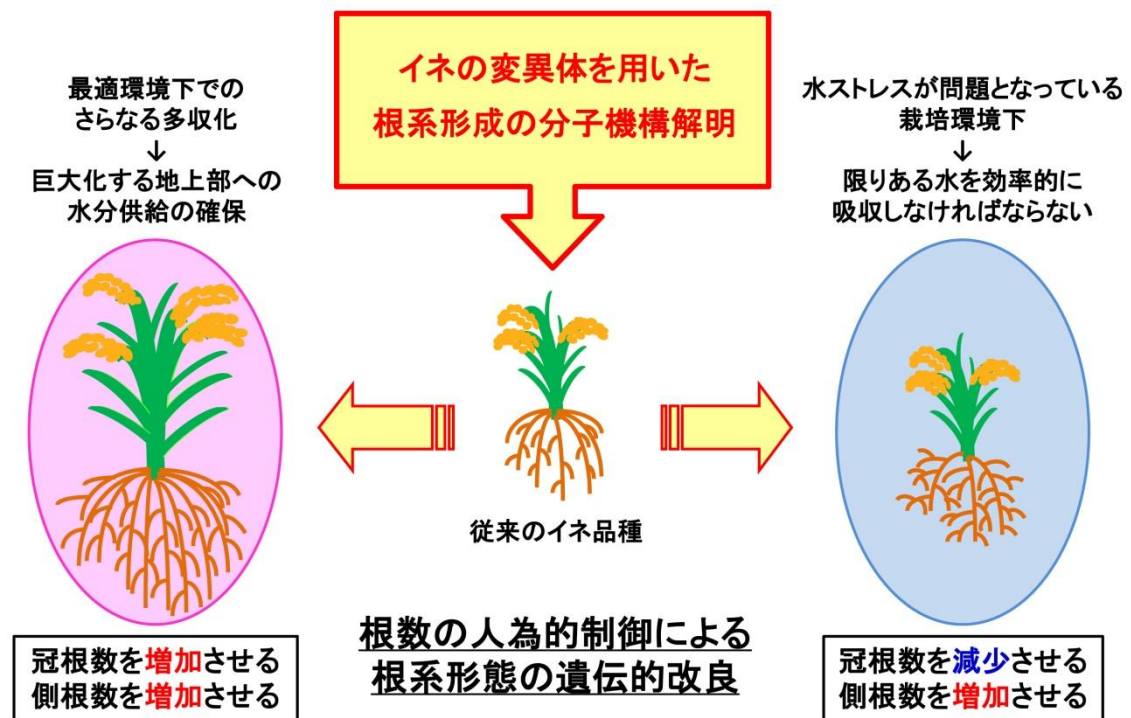 イネの変異体を用いた
根系形成の分子機構解明
最適環境下での
さらなる多収化
↓
巨大化する地上部への
水分供給の確保
水ストレスが問題となっている
栽培環境下
↓
限りある水を効率的に
吸収しなければならない
従来のイネ品種
根数の人為的制御による
根系形態の遺伝的改良
冠根数を増加させる
側根数を増加させる
冠根数を減少させる
側根数を増加させる